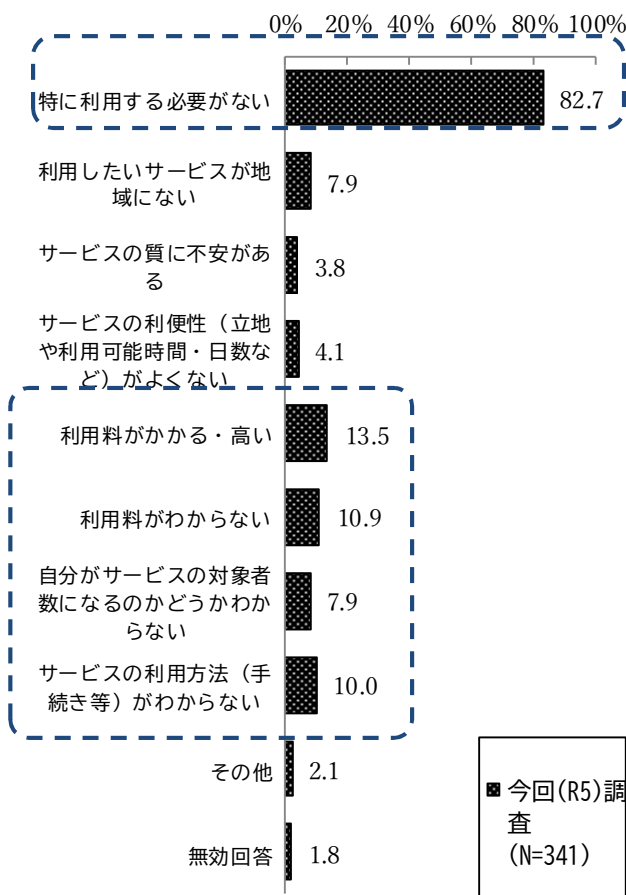 0% 20% 40% 60% 80% 100%
特に利用する必要がない
82.7
利用したいサービスが地
域にない
7.9
サービスの質に不安があ
る
3.8
サービスの利便性（立地
や利用可能時間・日数な
ど）がよくない
4.1
利用料がかかる・高い
13.5
利用料がわからない
10.9
自分がサービスの対象者
数になるのかどうかわか
らない
7.9
サービスの利用方法（手
続き等）がわからない
10.0
その他
2.1
無効回答
1.8
今回(R5)調
査
(N=341)